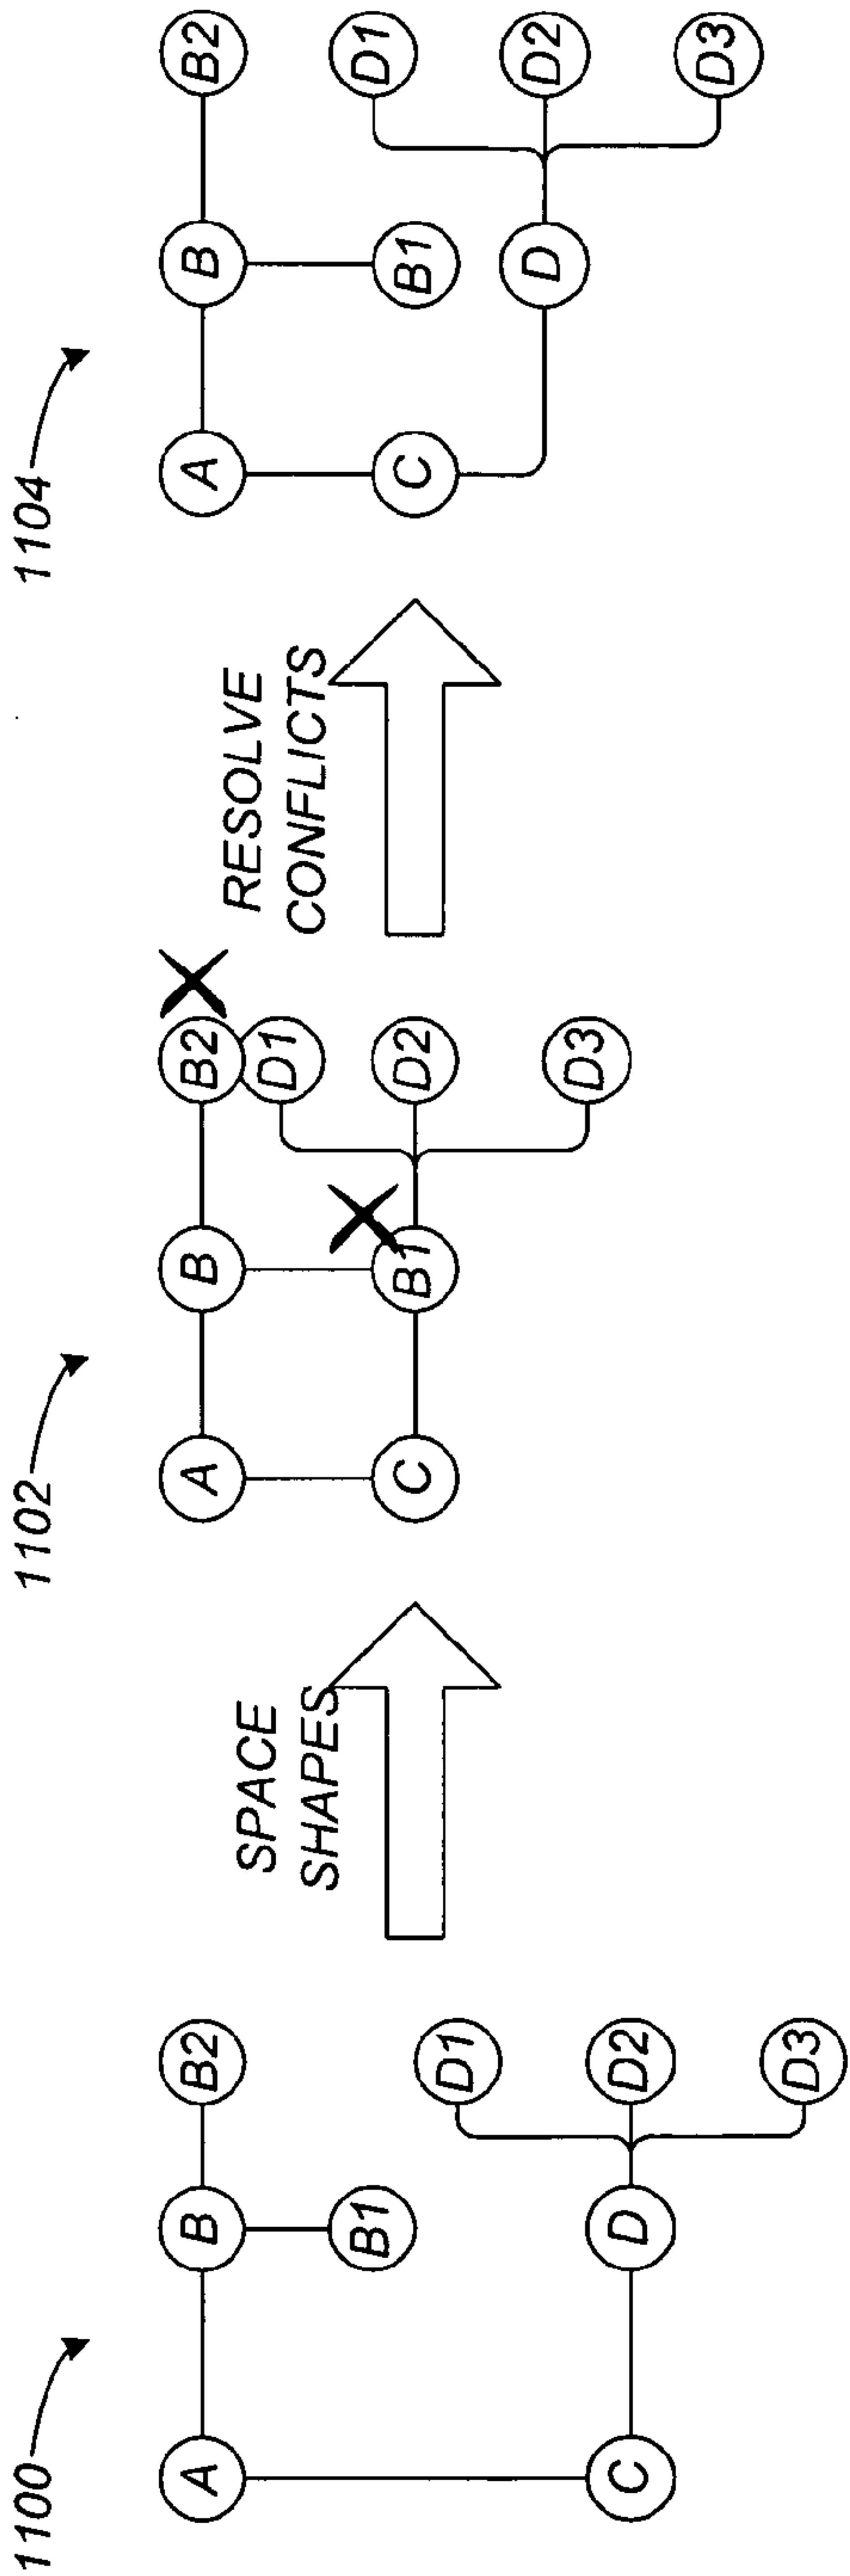 1100
A
B
B2
B1
C
D
D1
D2
D3
SPACE
SHAPES
1102
A
B
B2
D1
C
B1
D2
D3
RESOLVE
CONFLICTS
1104
A
B
B2
C
B1
D1
D
D2
D3